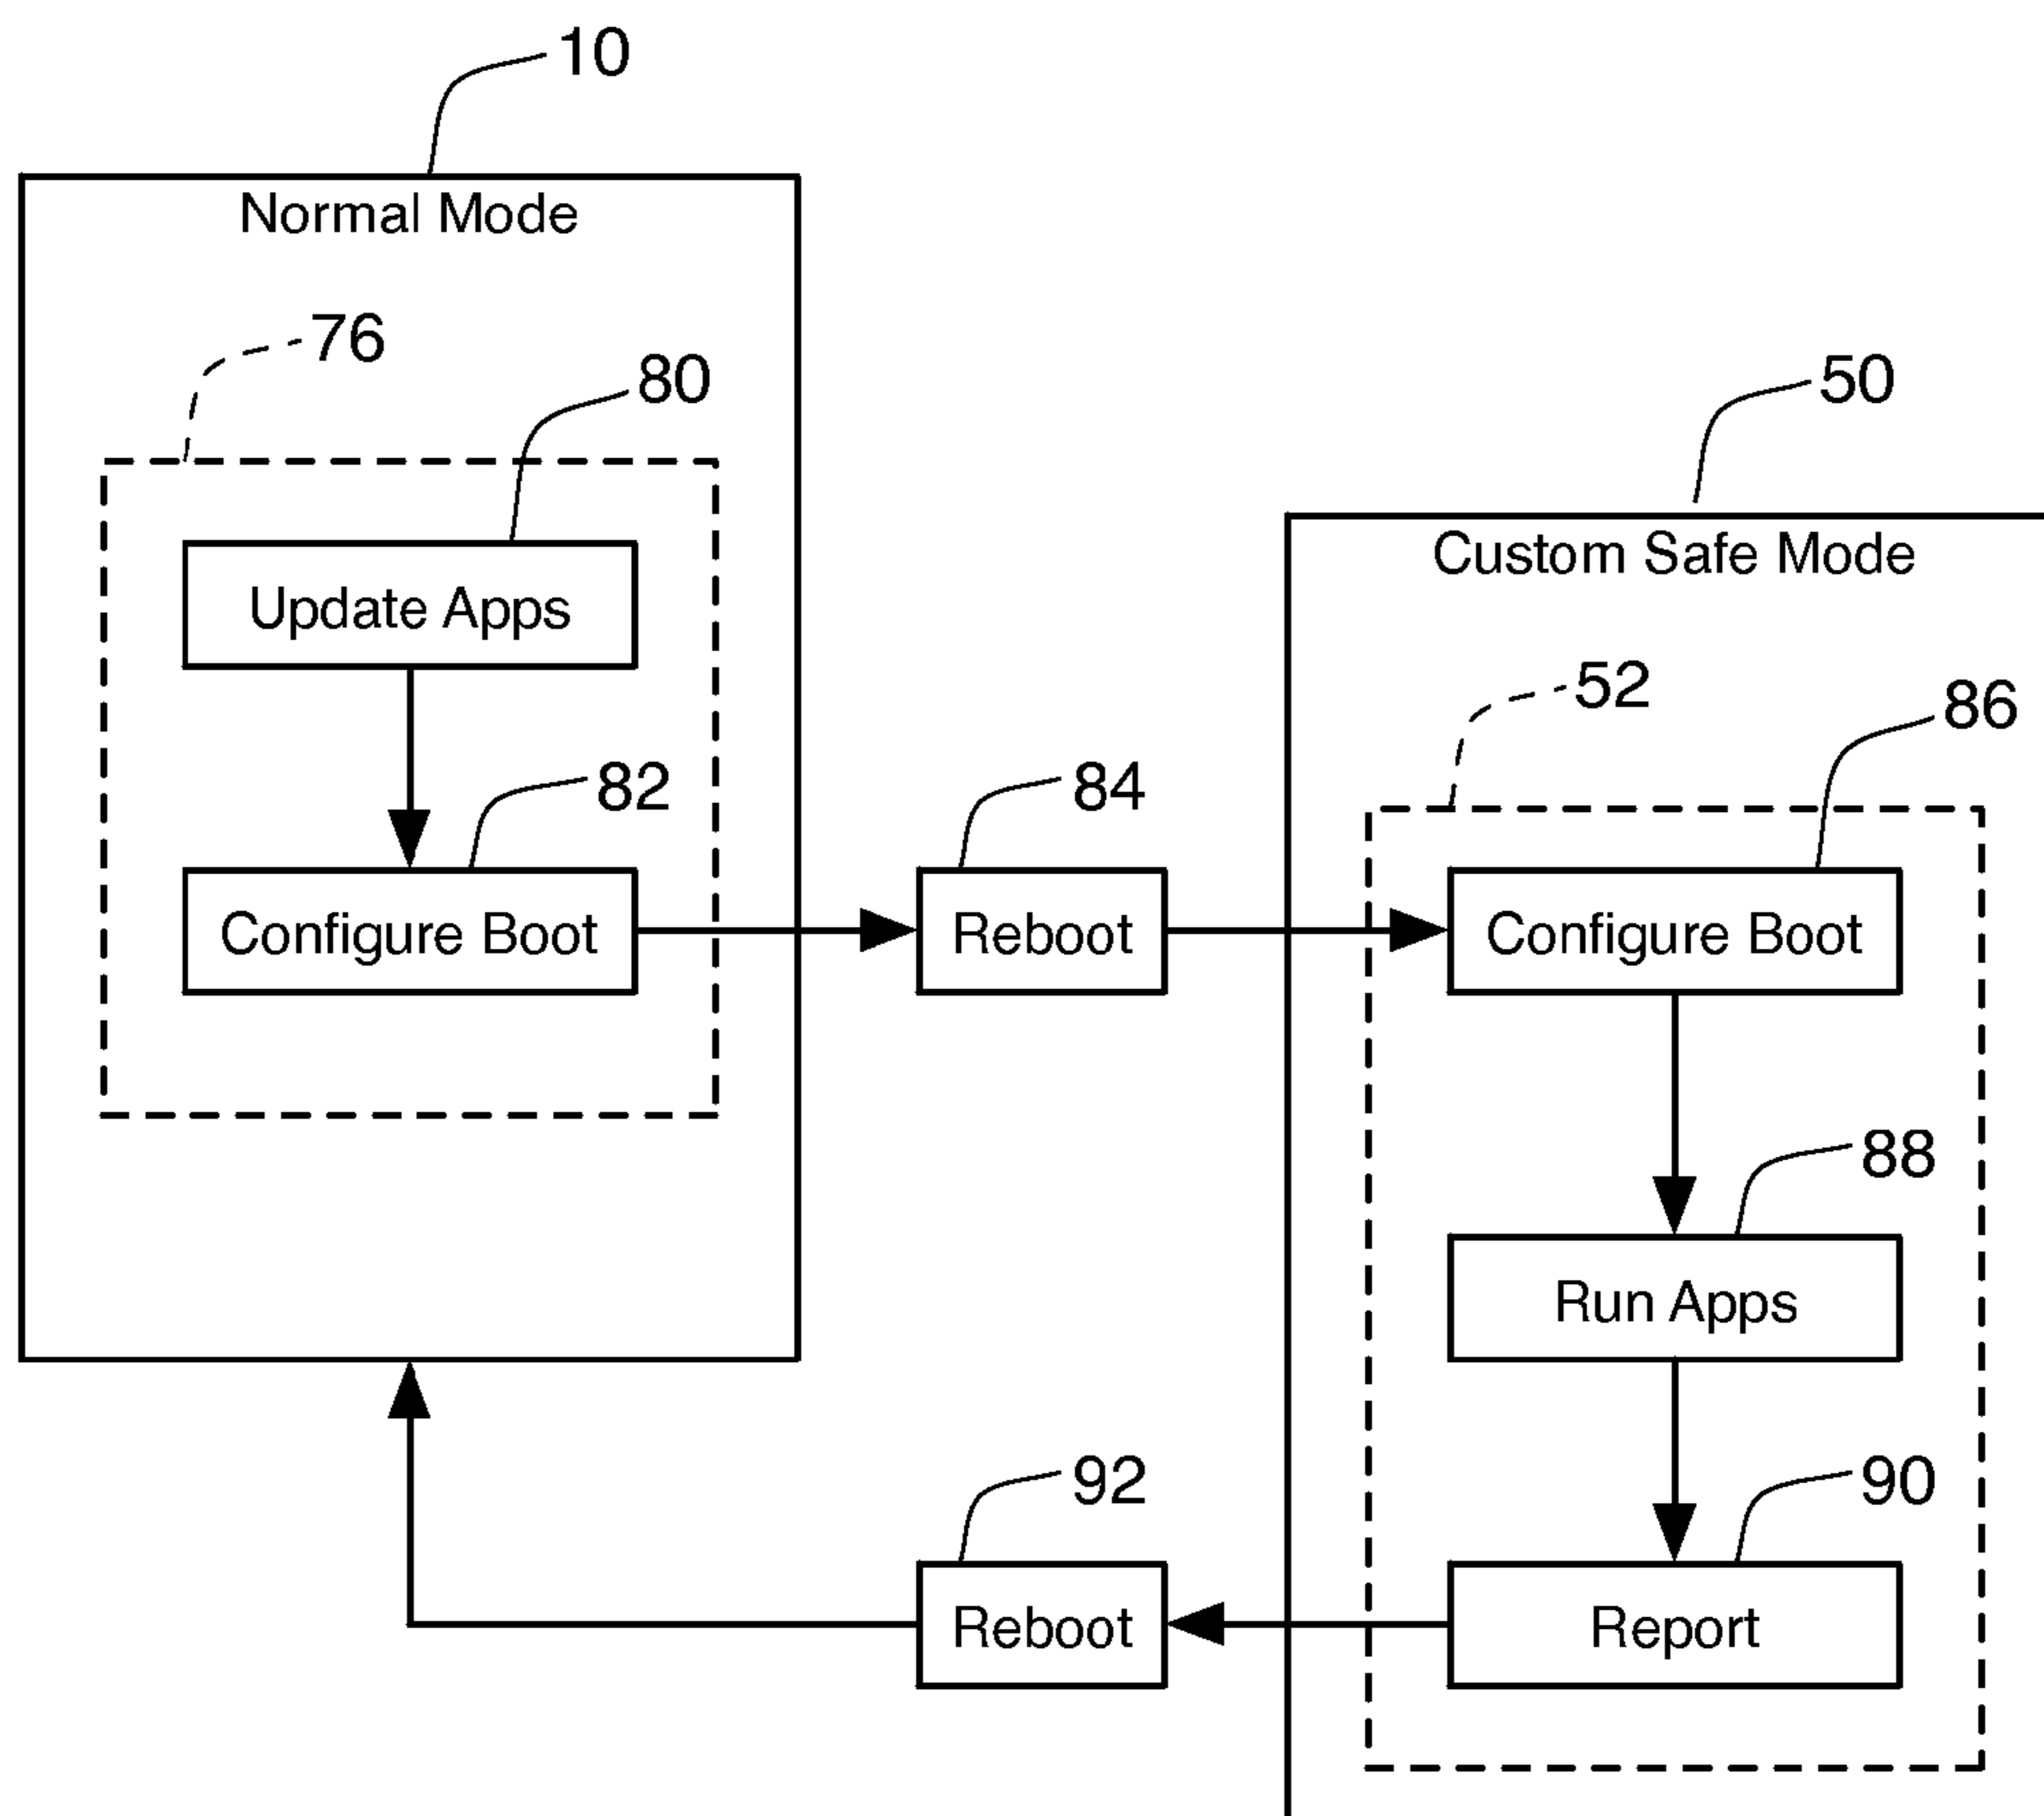 10
Normal Mode
76
80
Update Apps
82
Configure Boot
84
Reboot
50
Custom Safe Mode
52
86
Configure Boot
88
Run Apps
90
Report
92
Reboot